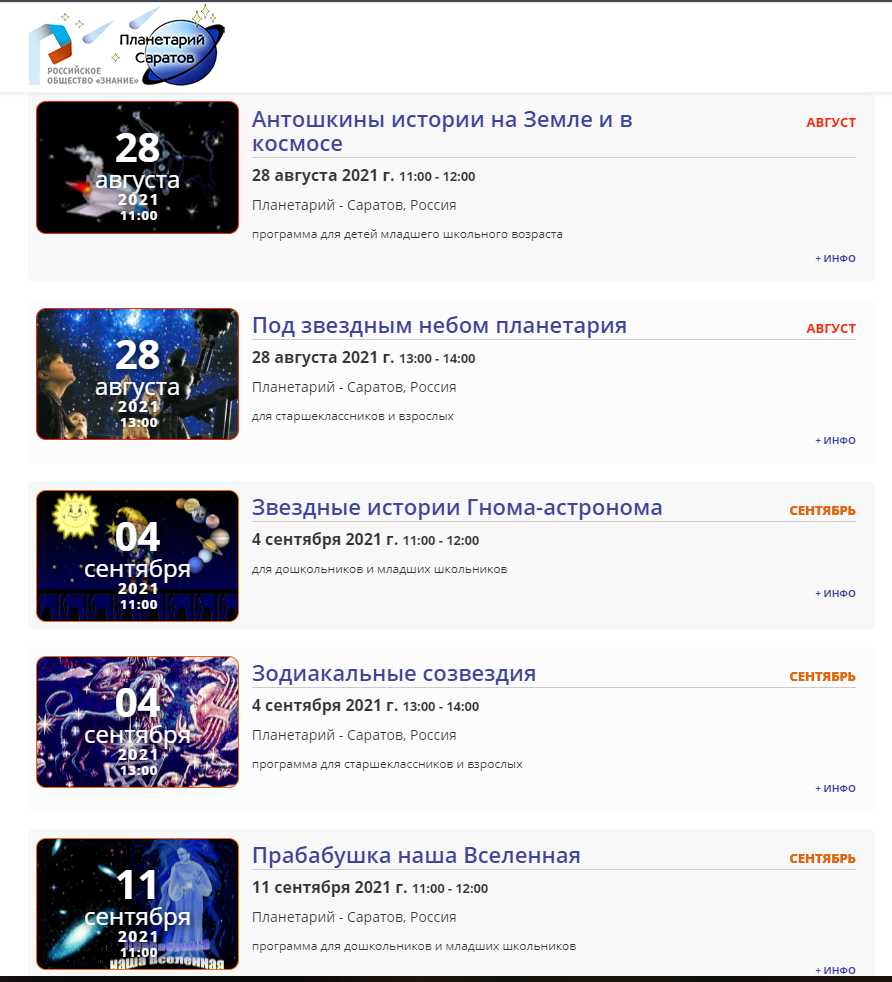 Планетарий
Саратов
РОССИЙСКОЕ
ОБЩЕСТВО «ЗНАНИЕ»
28
августа
2021
11:00
Антошкины истории на Земле и в
космосе
АВГУСТ
28 августа 2021 г. 11:00 - 12:00
Планетарий - Саратов, Россия
программа для детей младшего школьного возраста
+ ИНФО
28
августа
2021
13:00
Под звездным небом планетария
АВГУСТ
28 августа 2021 г. 13:00 - 14:00
Планетарий - Саратов, Россия
для старшеклассников и взрослых
+ ИНФО
04
сентября
2021
11:00
Звездные истории Гнома-астронома
СЕНТЯБРЬ
4 сентября 2021 г. 11:00 - 12:00
для дошкольников и младших школьников
+ ИНФО
04
сентября
2021
13:00
Зодиакальные созвездия
СЕНТЯБРЬ
4 сентября 2021 г. 13:00 - 14:00
Планетарий - Саратов, Россия
программа для старшеклассников и взрослых
+ ИНФО
11
сентября
2021
11:00
Прабабушка
наша Вселенная
Прабабушка наша Вселенная
СЕНТЯБРЬ
11 сентября 2021 г. 11:00 - 12:00
Планетарий - Саратов, Россия
программа для дошкольников и младших школьников
+ ИНФО